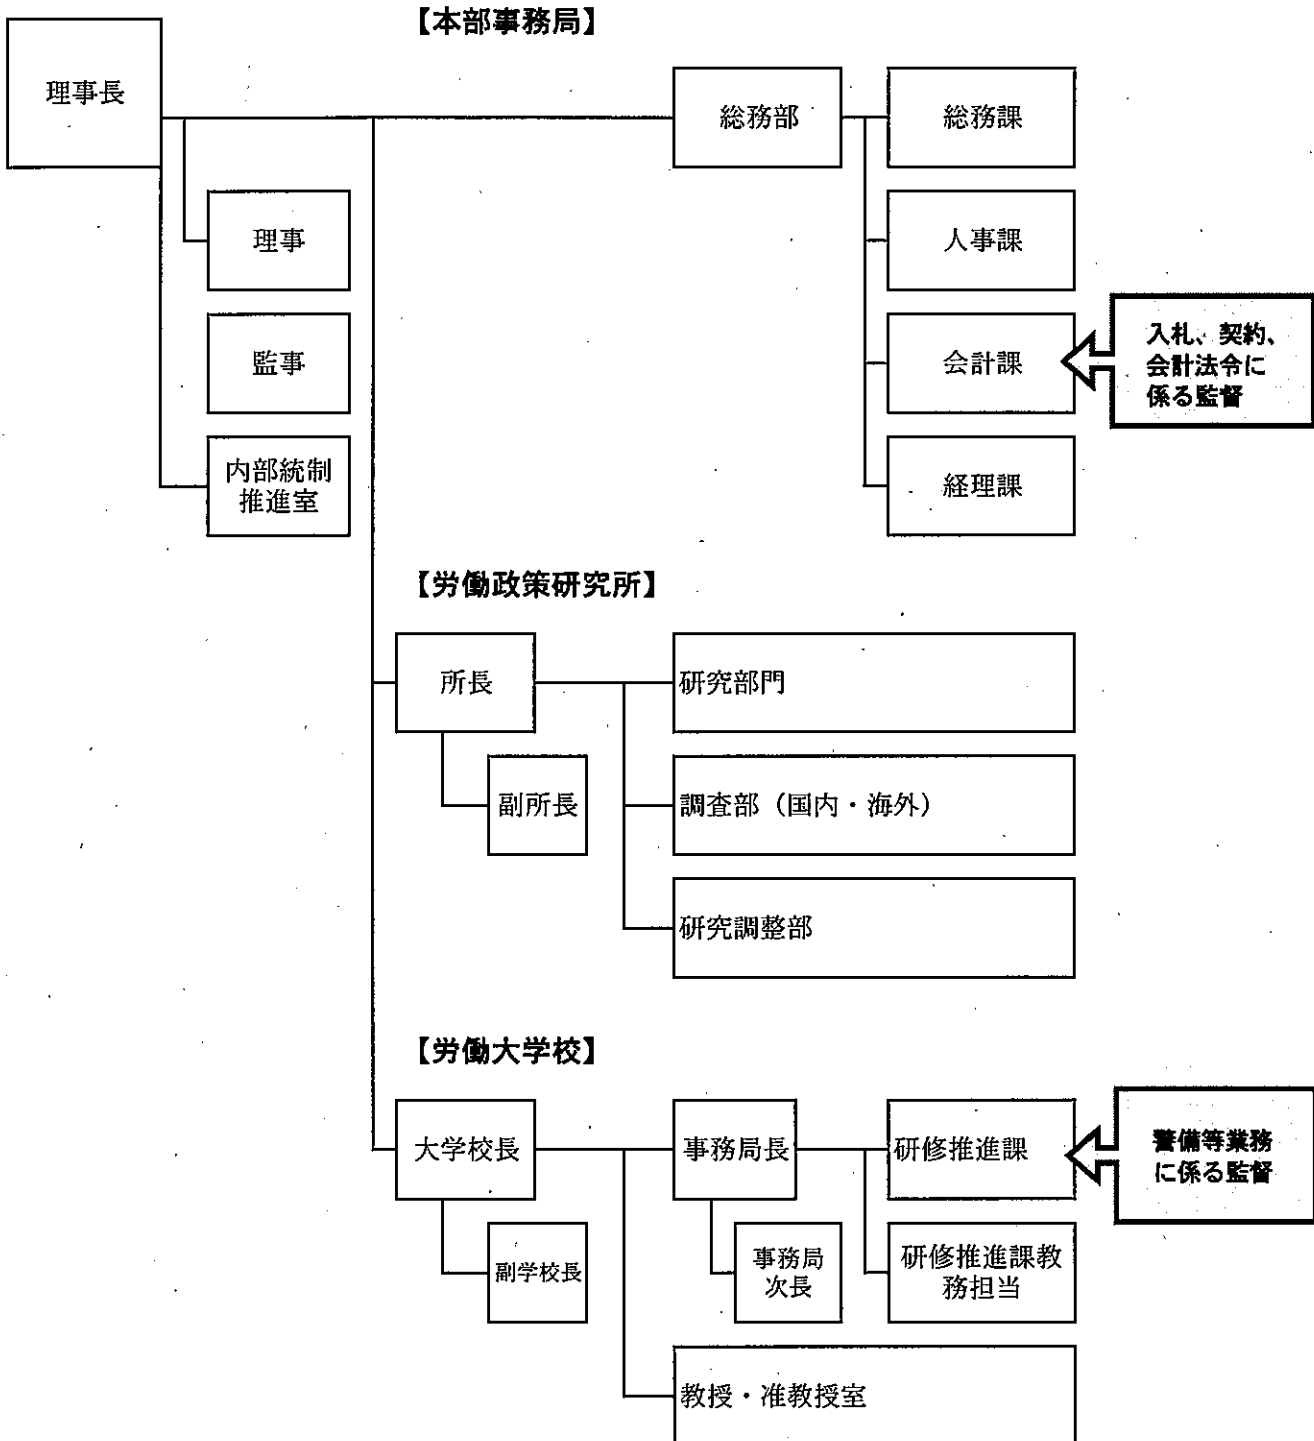 【本部事務局】
理事長
総務部
総務課
理事
人事課
監事
会計課
入札、契約、
会計法令に
係る監督
内部統制
推進室
経理課
【労働政策研究所】
所長
研究部門
副所長
調査部（国内・海外）
研究調整部
【労働大学校】
大学校長
事務局長
研修推進課
警備等業務
に係る監督
副学校長
事務局
次長
研修推進課教
務担当
教授・准教授室